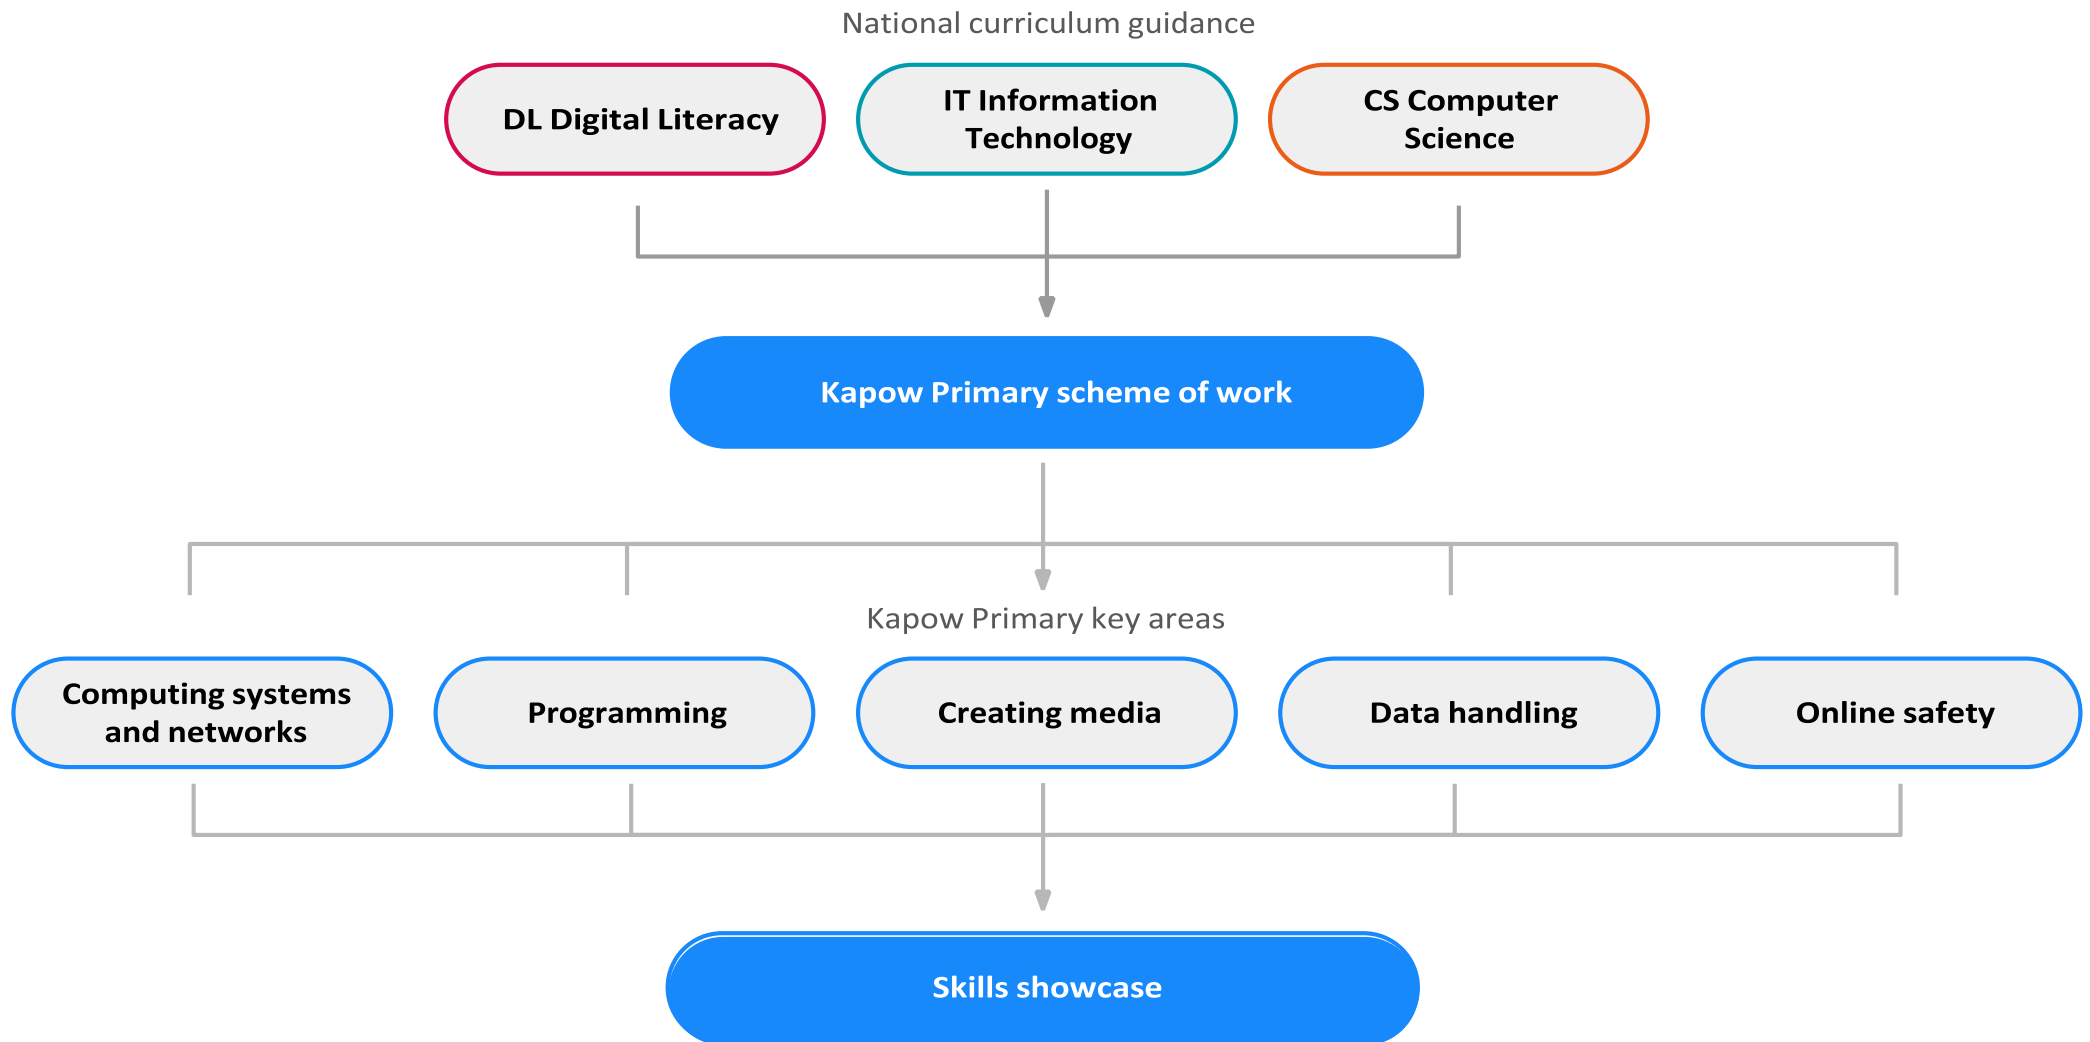 National curriculum guidance
DL Digital Literacy
IT Information
Technology
CS Computer
Science
Kapow Primary scheme of work
Kapow Primary key areas
Computing systems
and networks
Programming
Creating media
Data handling
Online safety
Skills showcase